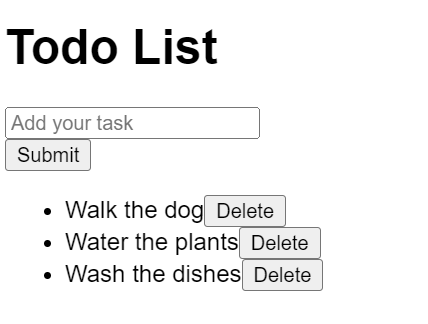 Todo List
Add your task
Submit
Walk the dog Delete
Water the plants Delete
Wash the dishes Delete